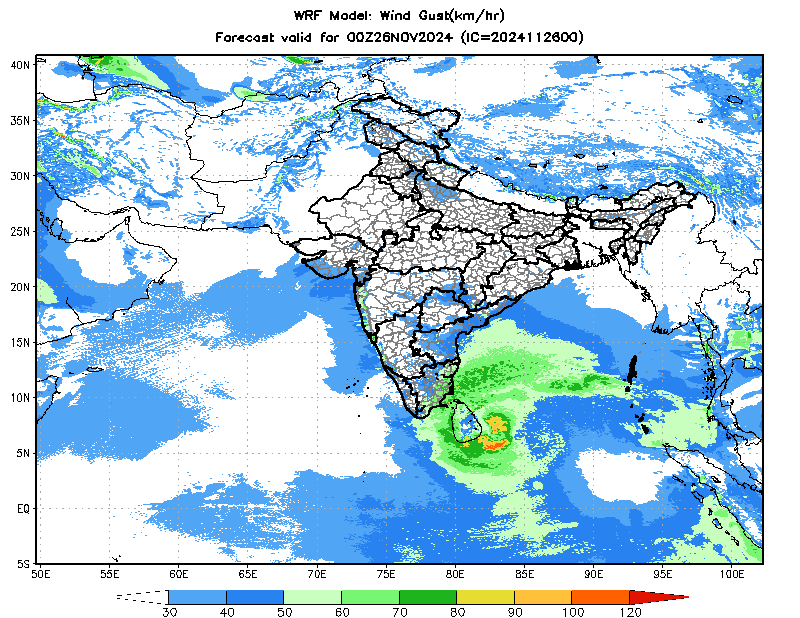 WRF Model: Wind Gust(km/hr)
Forecast valid for 00Z26NOV2024 (IC=2024112600)
40N
35N
30N
25N
20N
15N
10N
5N
EQ
5S
50E 55E 60E 65E 70E 75E 80E 85E 90E 95E 100E
30 40 50 60 70 80 90 100 120